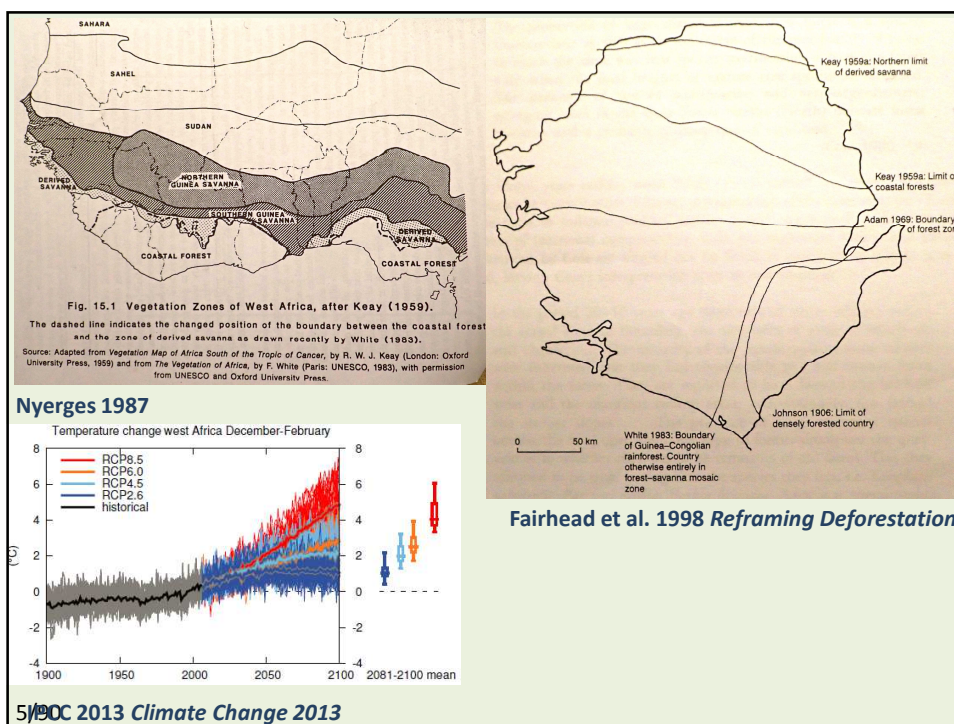 SAHARA
SAHEL
SUDAN
NORTHERN
GUINEA SAVANNA
DERIVED
SAVANNA
SOUTHERN GUINEA
SAVANNA
DERIVED
SAVANNA
COASTAL FOREST
COASTAL FOREST
Fig. 15.1 Vegetation Zones of West Africa, after Keay (1959).
The dashed line indicates the changed position of the boundary between the coastal forest
and the zone of derived savanna as drawn recently by White (1983).
Source: Adapted from Vegetation Map of Africa South of the Tropic of Cancer, by R. W. J. Keay (London: Oxford
University Press, 1959) and from The Vegetation of Africa, by F. White (Paris: UNESCO, 1983), with permission
from UNESCO and Oxford University Press.
Nyerges 1987
Keay 1959a: Northern limit
of derived savanna
Keay 1959a: Limit of
coastal forests
Adam 1969: Boundary
of forest zon
Johnson 1906: Limit of
densely forested country
White 1983: Boundary
of Guinea–Congolian
rainforest. Country
otherwise entirely in
forest–savanna mosaic
zone
0 50 km
Fairhead et al. 1998 Reframing Deforestation
Temperature change west Africa December-February
RCP8.5
RCP6.0
RCP4.5
RCP2.6
historical
(°C)
8
6
4
2
0
-2
-4
8
6
4
2
0
-2
-4
1900 1950 2000 2050 2100 2081-2100 mean
5/90
IPCC 2013 Climate Change 2013